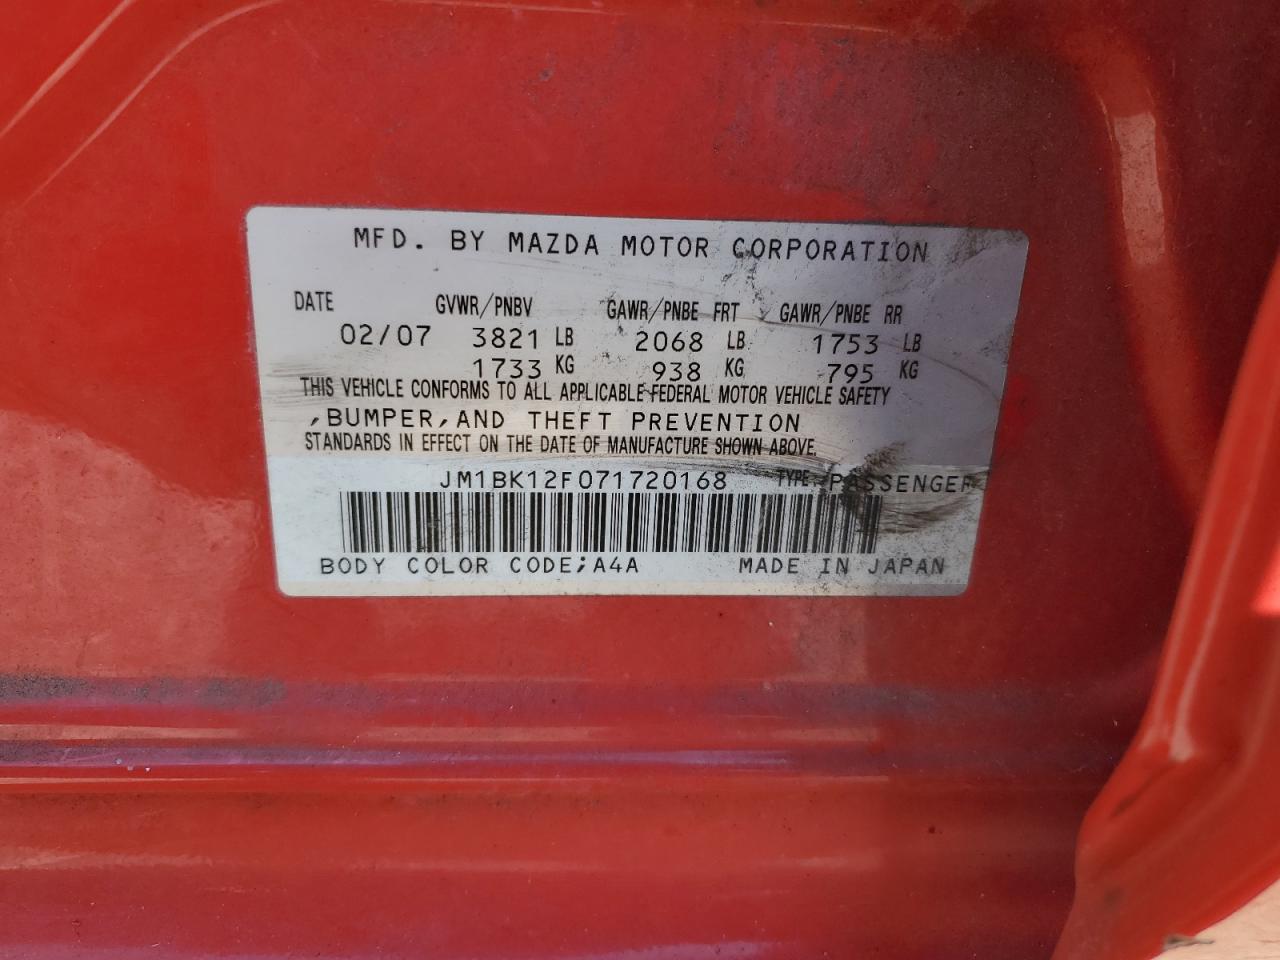 MFD. BY MAZDA MOTOR CORPORATION
DATE GVWR/PNBV GAWR/PNBE FRT GAWR/PNBE RR
02/07 3821 LB 2068 LB 1753 LB
1733 KG 938 KG 795 KG
THIS VEHICLE CONFORMS TO ALL APPLICABLE FEDERAL MOTOR VEHICLE SAFETY
,BUMPER,AND THEFT PREVENTION
STANDARDS IN EFFECT ON THE DATE OF MANUFACTURE SHOWN ABOVE.
JM1BK12F071720168 TYPE: PASSENGER
BODY COLOR CODE;A4A MADE IN JAPAN